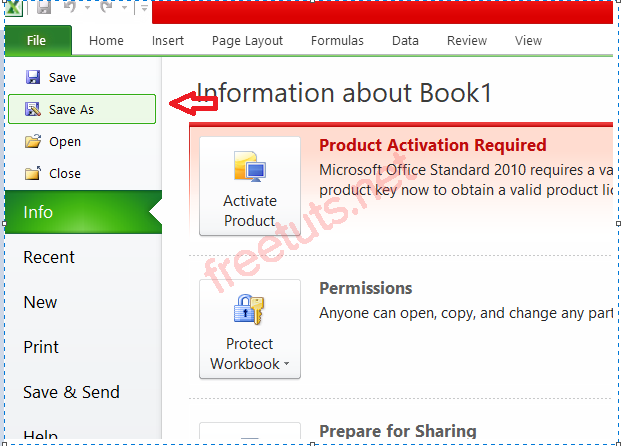 File Home Insert Page Layout Formulas Data Review View
Save
Save As
Open
Close
Info
Recent
New
Print
Save & Send
Help
Information about Book1
Activate
Product
Product Activation Required
Microsoft Office Standard 2010 requires a va
product key now to obtain a valid product lic
Protect
Workbook
Permissions
Anyone can open, copy, and change any part
Prepare for Sharing
freetuts.net